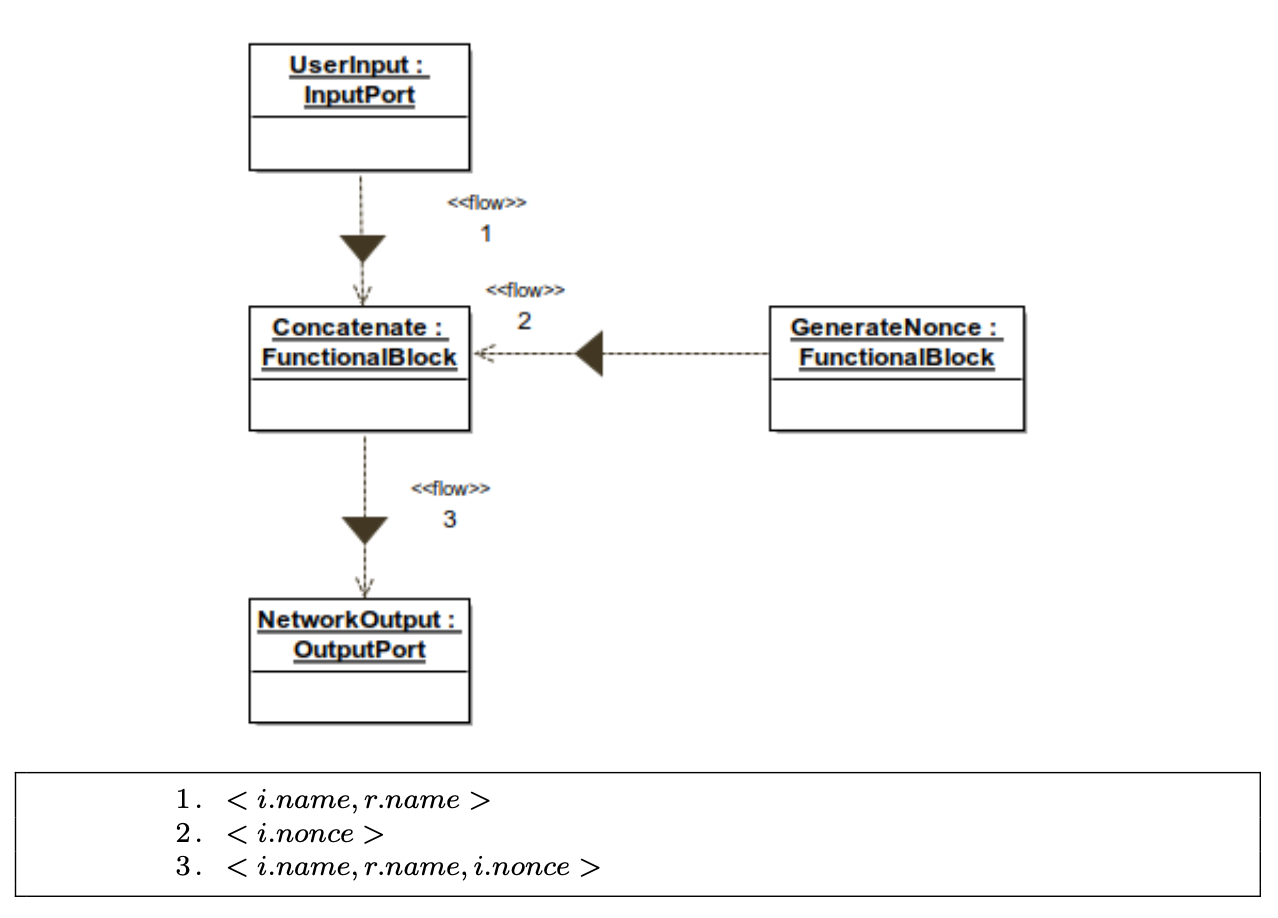 UserInput :
InputPort
<<flow>>
1
<<flow>>
2
Concatenate :
FunctionalBlock
GenerateNonce :
FunctionalBlock
<<flow>>
3
NetworkOutput :
OutputPort
1. < i.name, r.name >
2. < i.nonce >
3. < i.name, r.name, i.nonce >